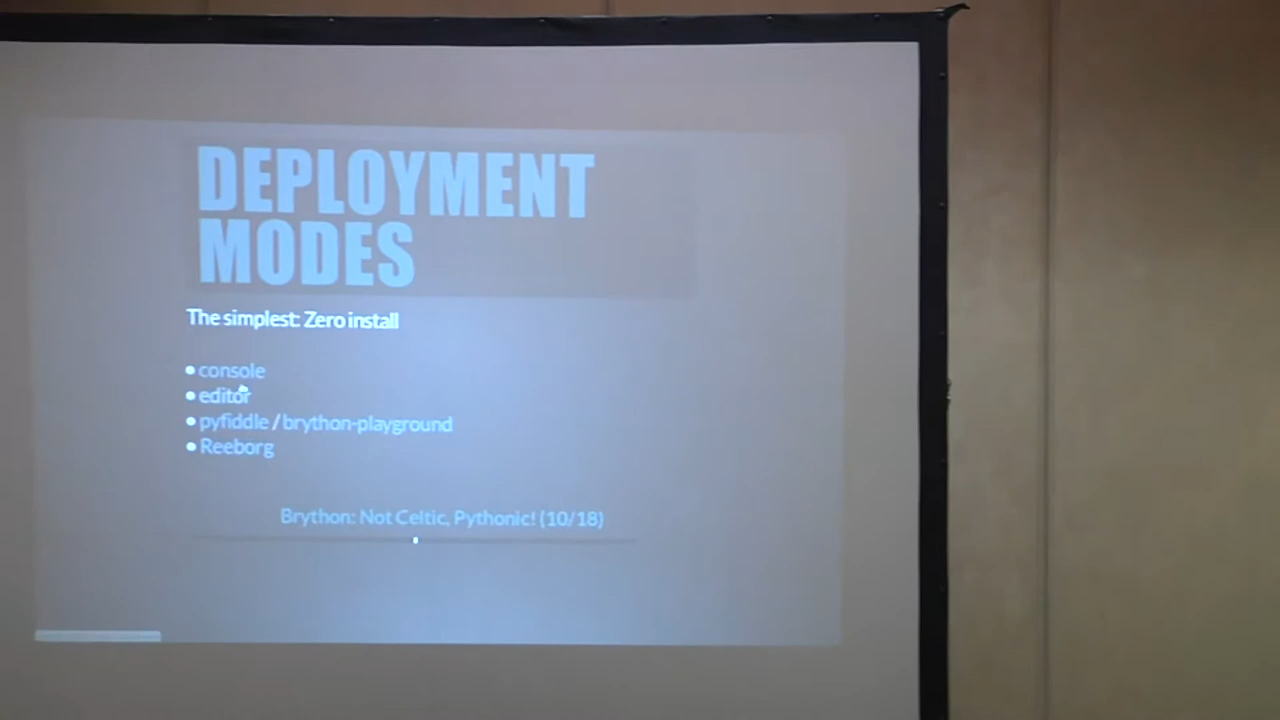 DEPLOYMENT
MODES
The simplest: Zero install
• console
• editor
• pyfiddle / brython-playground
• Reeborg
Brython: Not Celtic, Pythonic! (10/18)